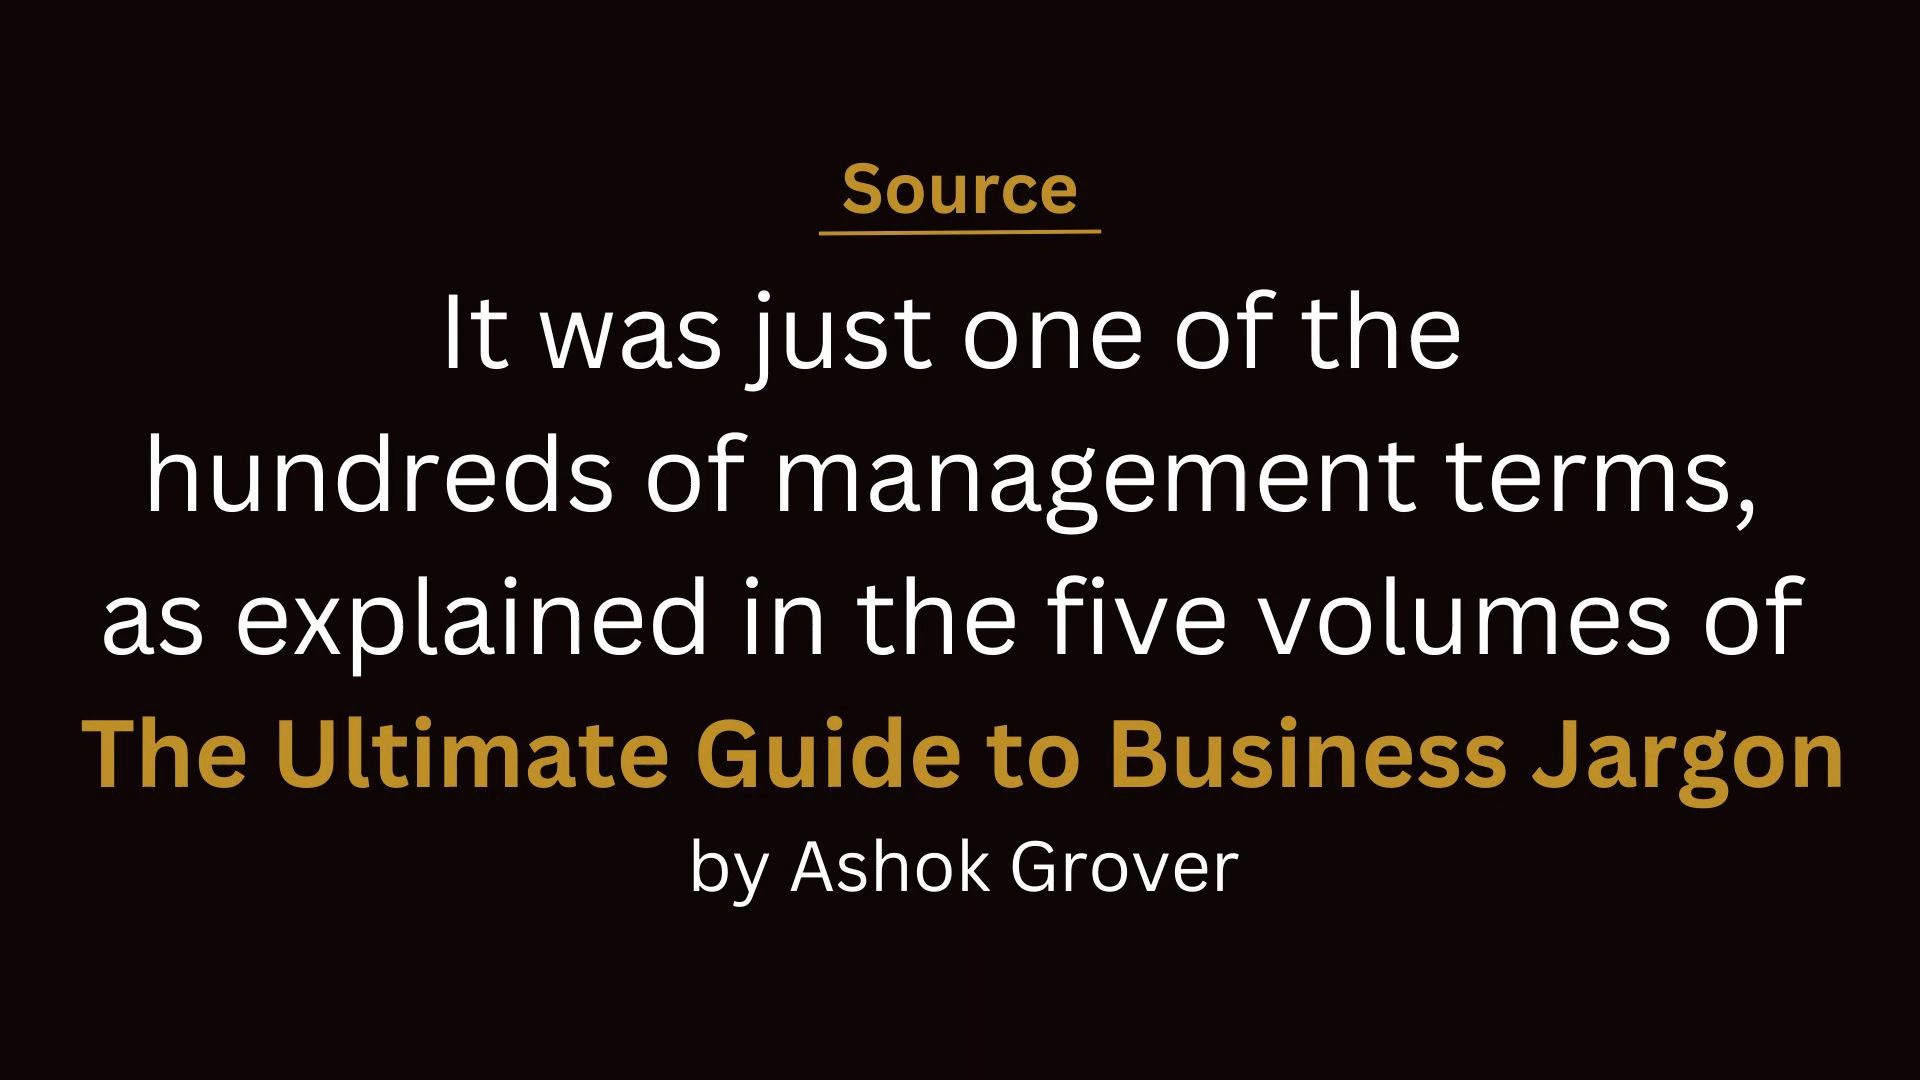 Source
It was just one of the
hundreds of management terms,
as explained in the five volumes of
The Ultimate Guide to Business Jargon
by Ashok Grover